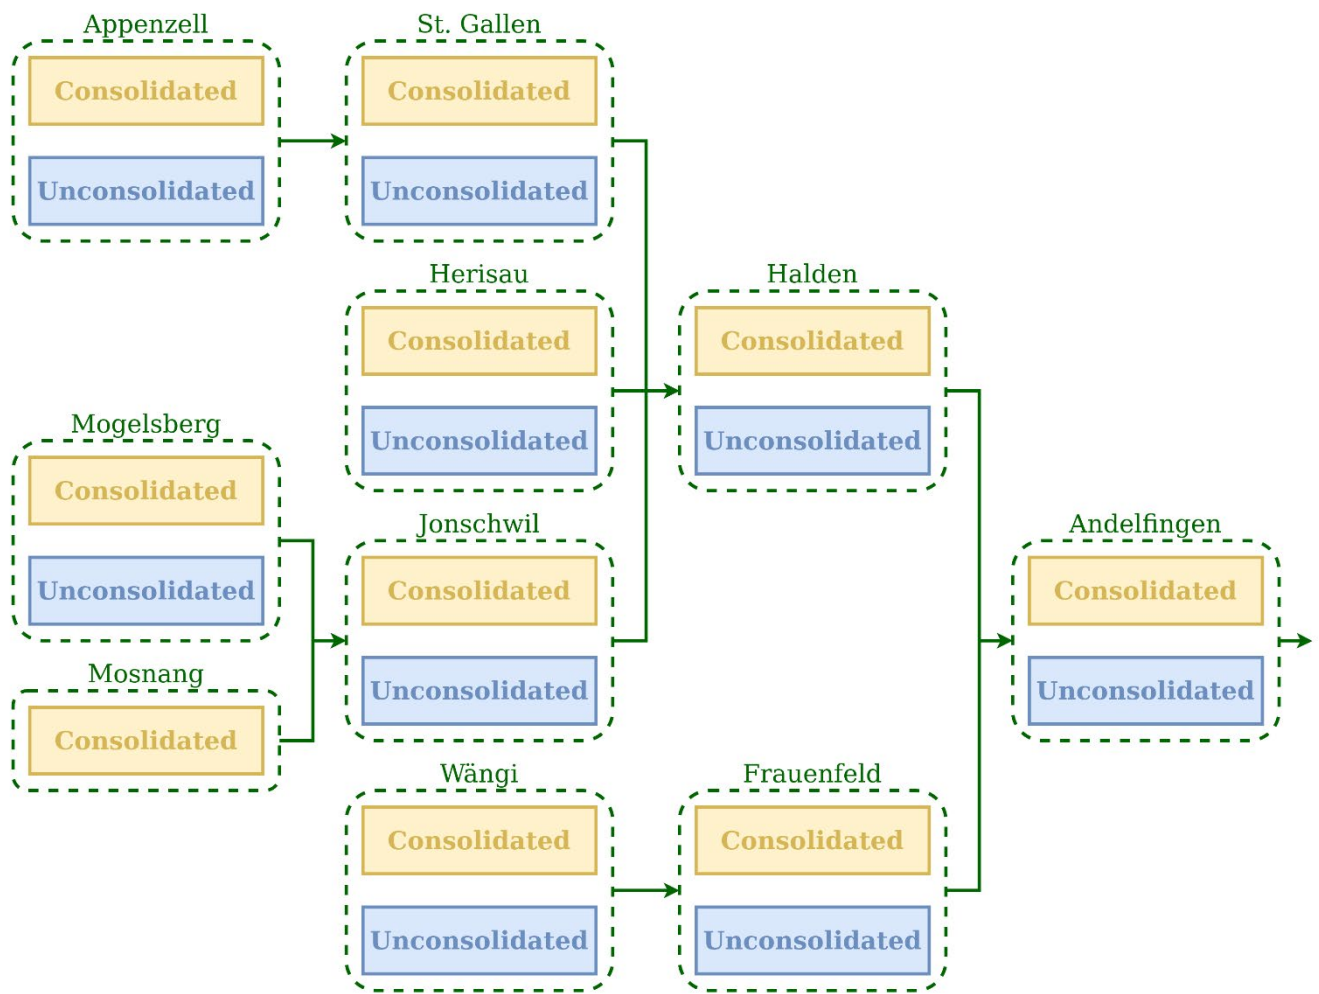 Appenzell
Consolidated
Unconsolidated
St. Gallen
Consolidated
Unconsolidated
Herisau
Consolidated
Unconsolidated
Halden
Consolidated
Unconsolidated
Mogelsberg
Consolidated
Unconsolidated
Mosnang
Consolidated
Jonschwil
Consolidated
Unconsolidated
Andelfingen
Consolidated
Unconsolidated
Wängi
Consolidated
Unconsolidated
Frauenfeld
Consolidated
Unconsolidated